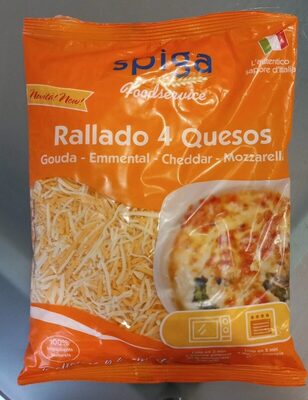 spiga
Foodservice
L'autentico
sapore d'Italia
Novità! New!
Rallado 4 Quesos
Gouda - Emmental - Cheddar - Mozzarell
100%